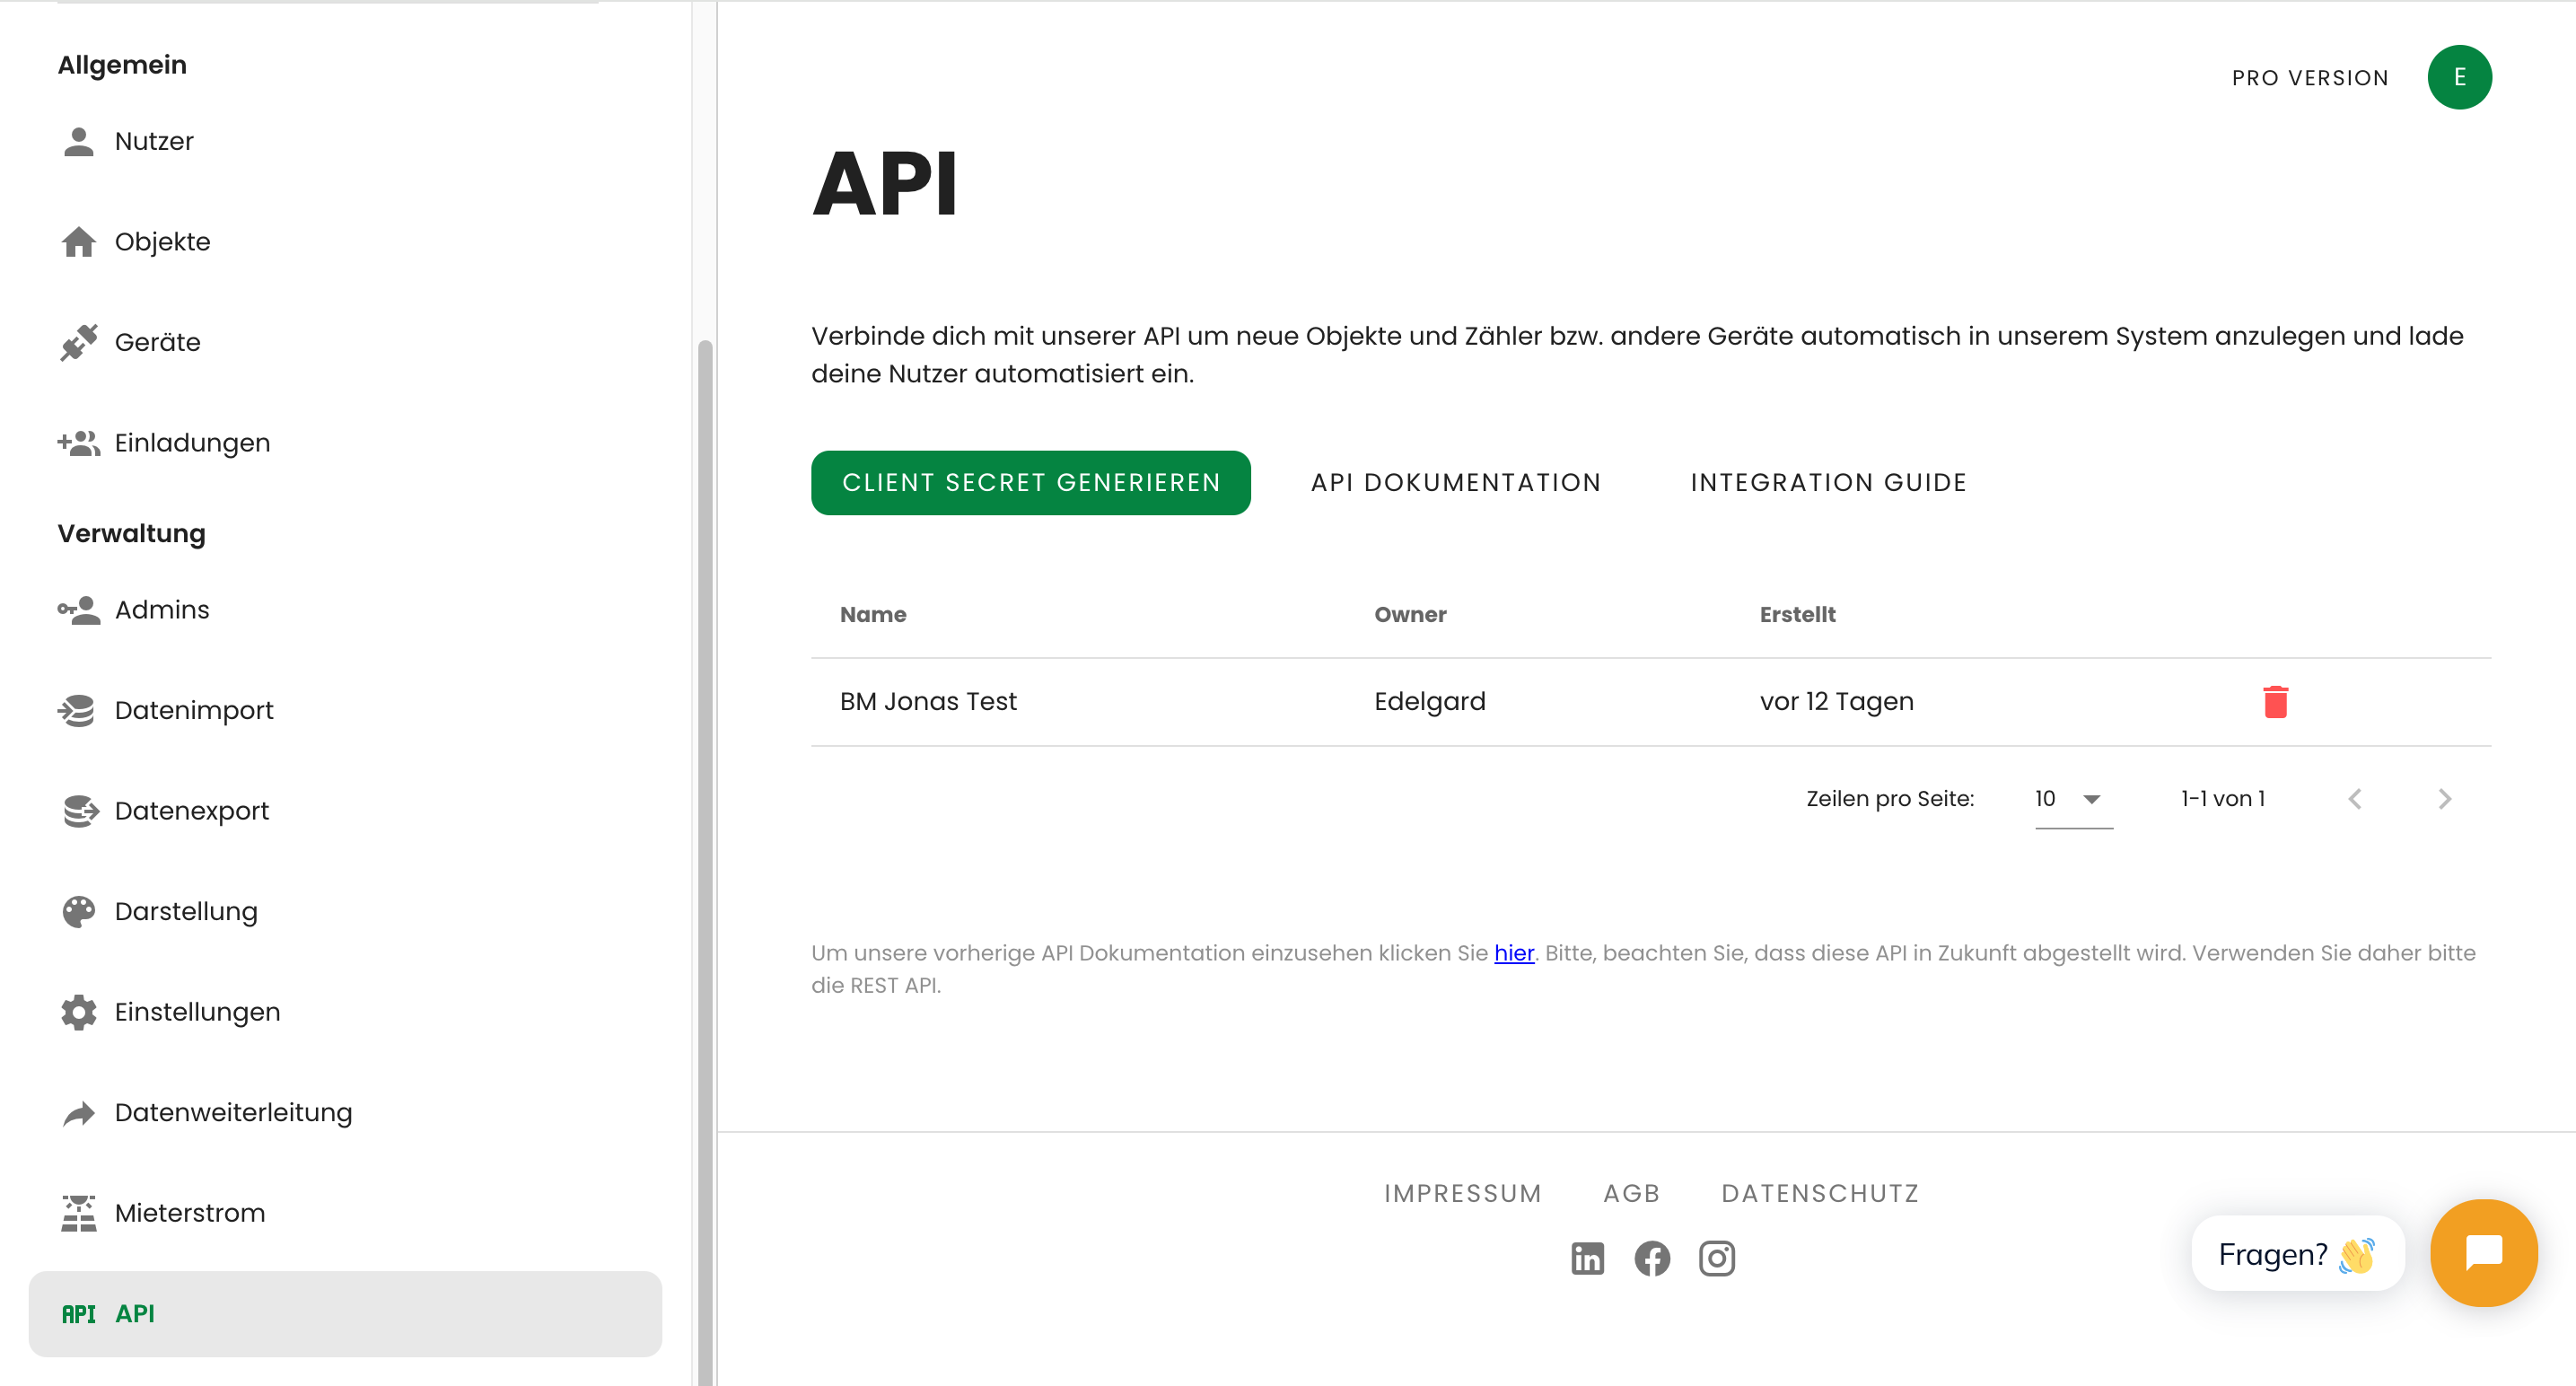 Allgemein
Nutzer
Objekte
Geräte
Einladungen
Verwaltung
Admins
Datenimport
Datenexport
Darstellung
Einstellungen
Datenweiterleitung
Mieterstrom
API API
PRO VERSION E
API
Verbinde dich mit unserer API um neue Objekte und Zähler bzw. andere Geräte automatisch in unserem System anzulegen und lade
deine Nutzer automatisiert ein.
CLIENT SECRET GENERIEREN API DOKUMENTATION INTEGRATION GUIDE
Name Owner Erstellt
BM Jonas Test Edelgard vor 12 Tagen
Zeilen pro Seite: 10 1-1 von 1
Um unsere vorherige API Dokumentation einzusehen klicken Sie hier. Bitte, beachten Sie, dass diese API in Zukunft abgestellt wird. Verwenden Sie daher bitte
die REST API.
IMPRESSUM AGB DATENSCHUTZ
Fragen? 👋